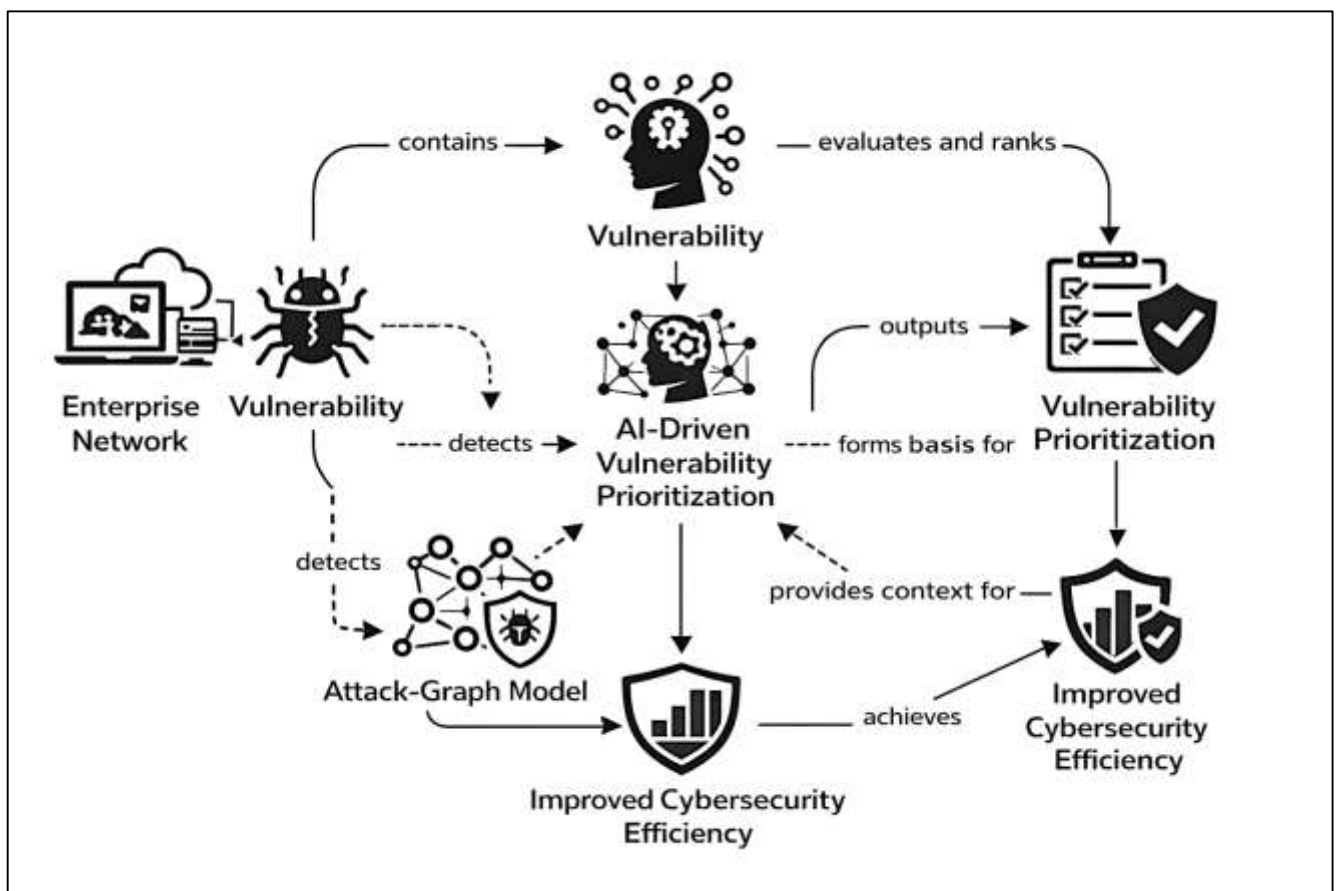 contains
evaluates and ranks
Vulnerability
outputs
Enterprise
Network
Vulnerability
Vulnerability
Prioritization
detects
AI-Driven
Vulnerability
Prioritization
forms basis for
detects
provides context for
Attack-Graph Model
achieves
Improved
Cybersecurity
Efficiency
Improved Cybersecurity
Efficiency